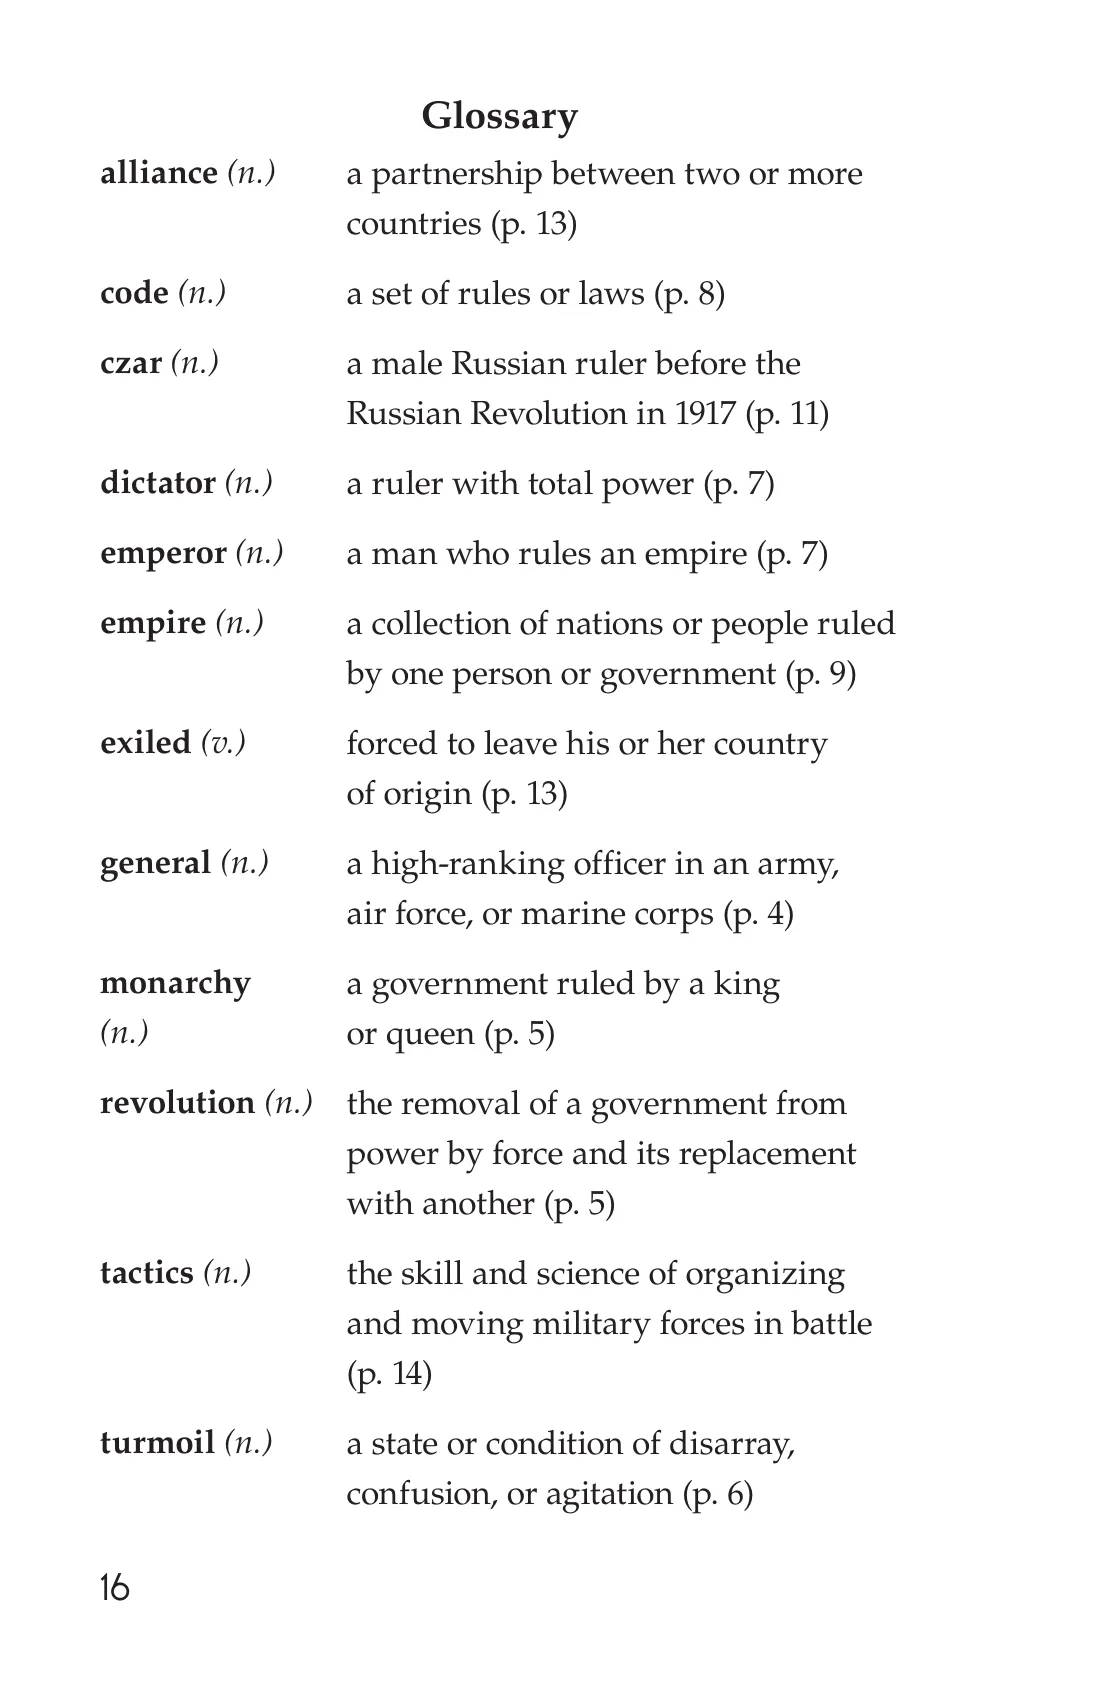 Glossary
alliance (n.) a partnership between two or more
countries (p. 13)
code (n.) a set of rules or laws (p. 8)
czar (n.) a male Russian ruler before the
Russian Revolution in 1917 (p. 11)
dictator (n.) a ruler with total power (p. 7)
emperor (n.) a man who rules an empire (p. 7)
empire (n.) a collection of nations or people ruled
by one person or government (p. 9)
exiled (v.) forced to leave his or her country
of origin (p. 13)
general (n.) a high-ranking officer in an army,
air force, or marine corps (p. 4)
monarchy a government ruled by a king
(n.) or queen (p. 5)
revolution (n.) the removal of a government from
power by force and its replacement
with another (p. 5)
tactics (n.) the skill and science of organizing
and moving military forces in battle
(p. 14)
turmoil (n.) a state or condition of disarray,
confusion, or agitation (p. 6)
16